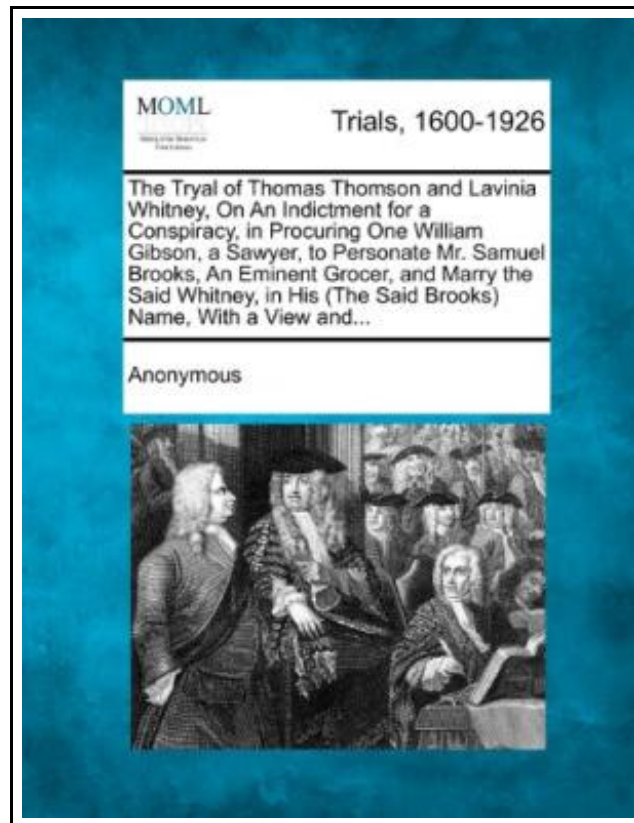 MOML
Trials, 1600-1926
The Tryal of Thomas Thomson and Lavinia
Whitney, On An Indictment for a
Conspiracy, in Procuring One William
Gibson, a Sawyer, to Personate Mr. Samuel
Brooks, An Eminent Grocer, and Marry the
Said Whitney, in His (The Said Brooks)
Name, With a View and...
Anonymous